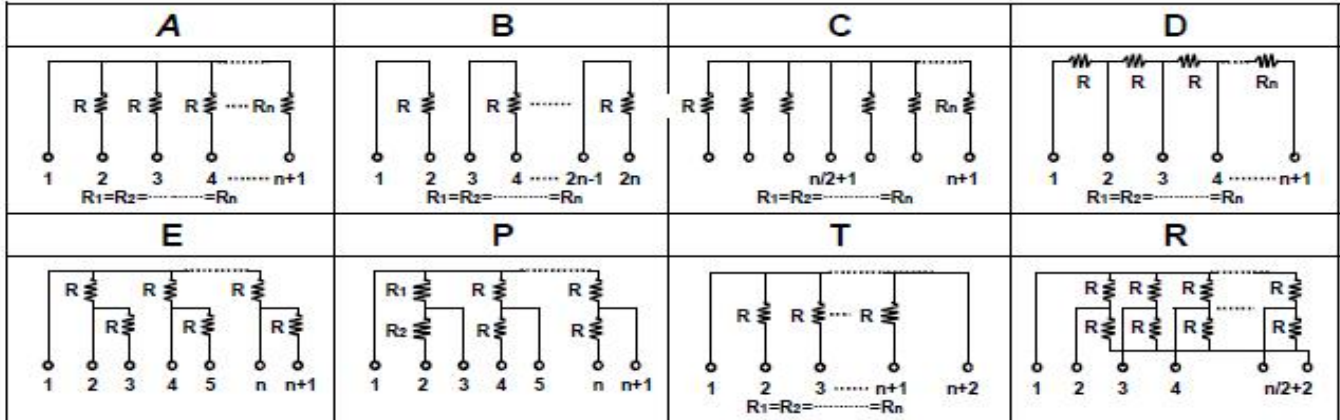 A B C D
R R R ····· Rn
1 2 3 4 ········· n+1
R1=R2=············=Rn
R R ········ R
1 2 3 4 ····· 2n-1 2n
R1=R2=············=Rn
R Rn
n/2+1 n+1
R1=R2=············=Rn
R R R Rn
1 2 3 4 ········· n+1
R1=R2=············=Rn
E P T R
R R R
R R R
1 2 3 4 5 n n+1
R1 R R
R2 R R
1 2 3 4 5 n n+1
R R ···· R
1 2 3 ······ n+1 n+2
R1=R2=············=Rn
R R R R
R R R R
1 2 3 4 n/2+2